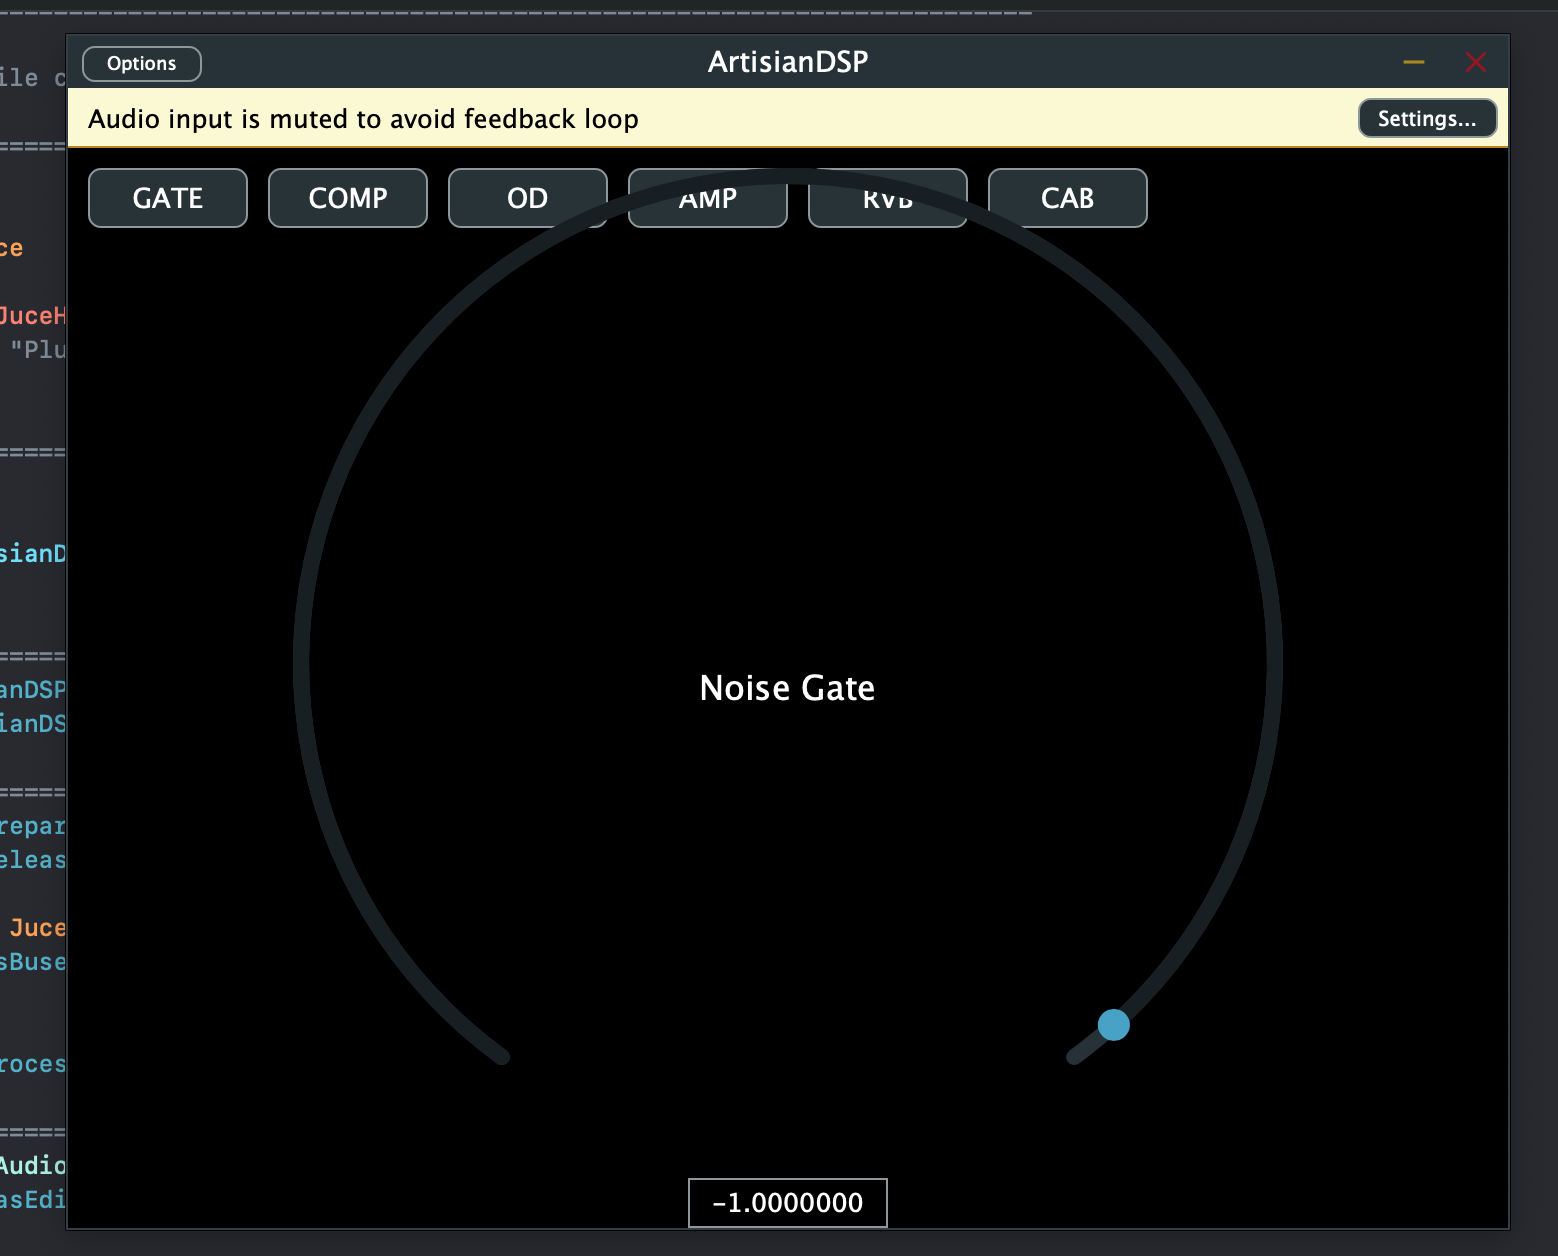 Options
ArtisianDSP
Audio input is muted to avoid feedback loop
Settings...
GATE COMP OD AMP RVB CAB
Noise Gate
-1.0000000
ile c
ce
JuceH
"Plu
sianD
anDSP
ianDS
repar
eleas
Juce
sBuse
roces
Audio
asEdi